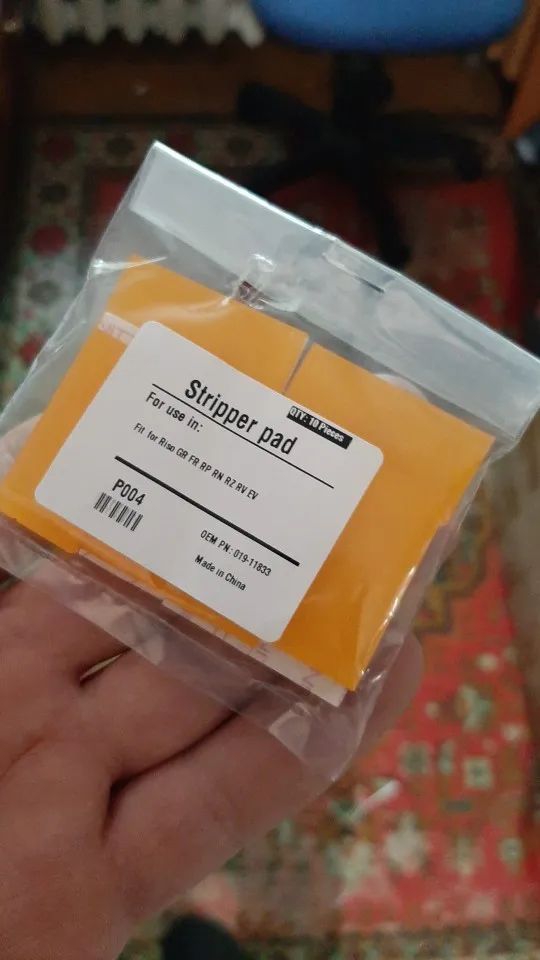 Stripper pad
QTY: 10 Pieces
For use in:
Fit for Riso GR FR RP RN RZ RV EV
P004
OEM PN: 019-11833
Made in China